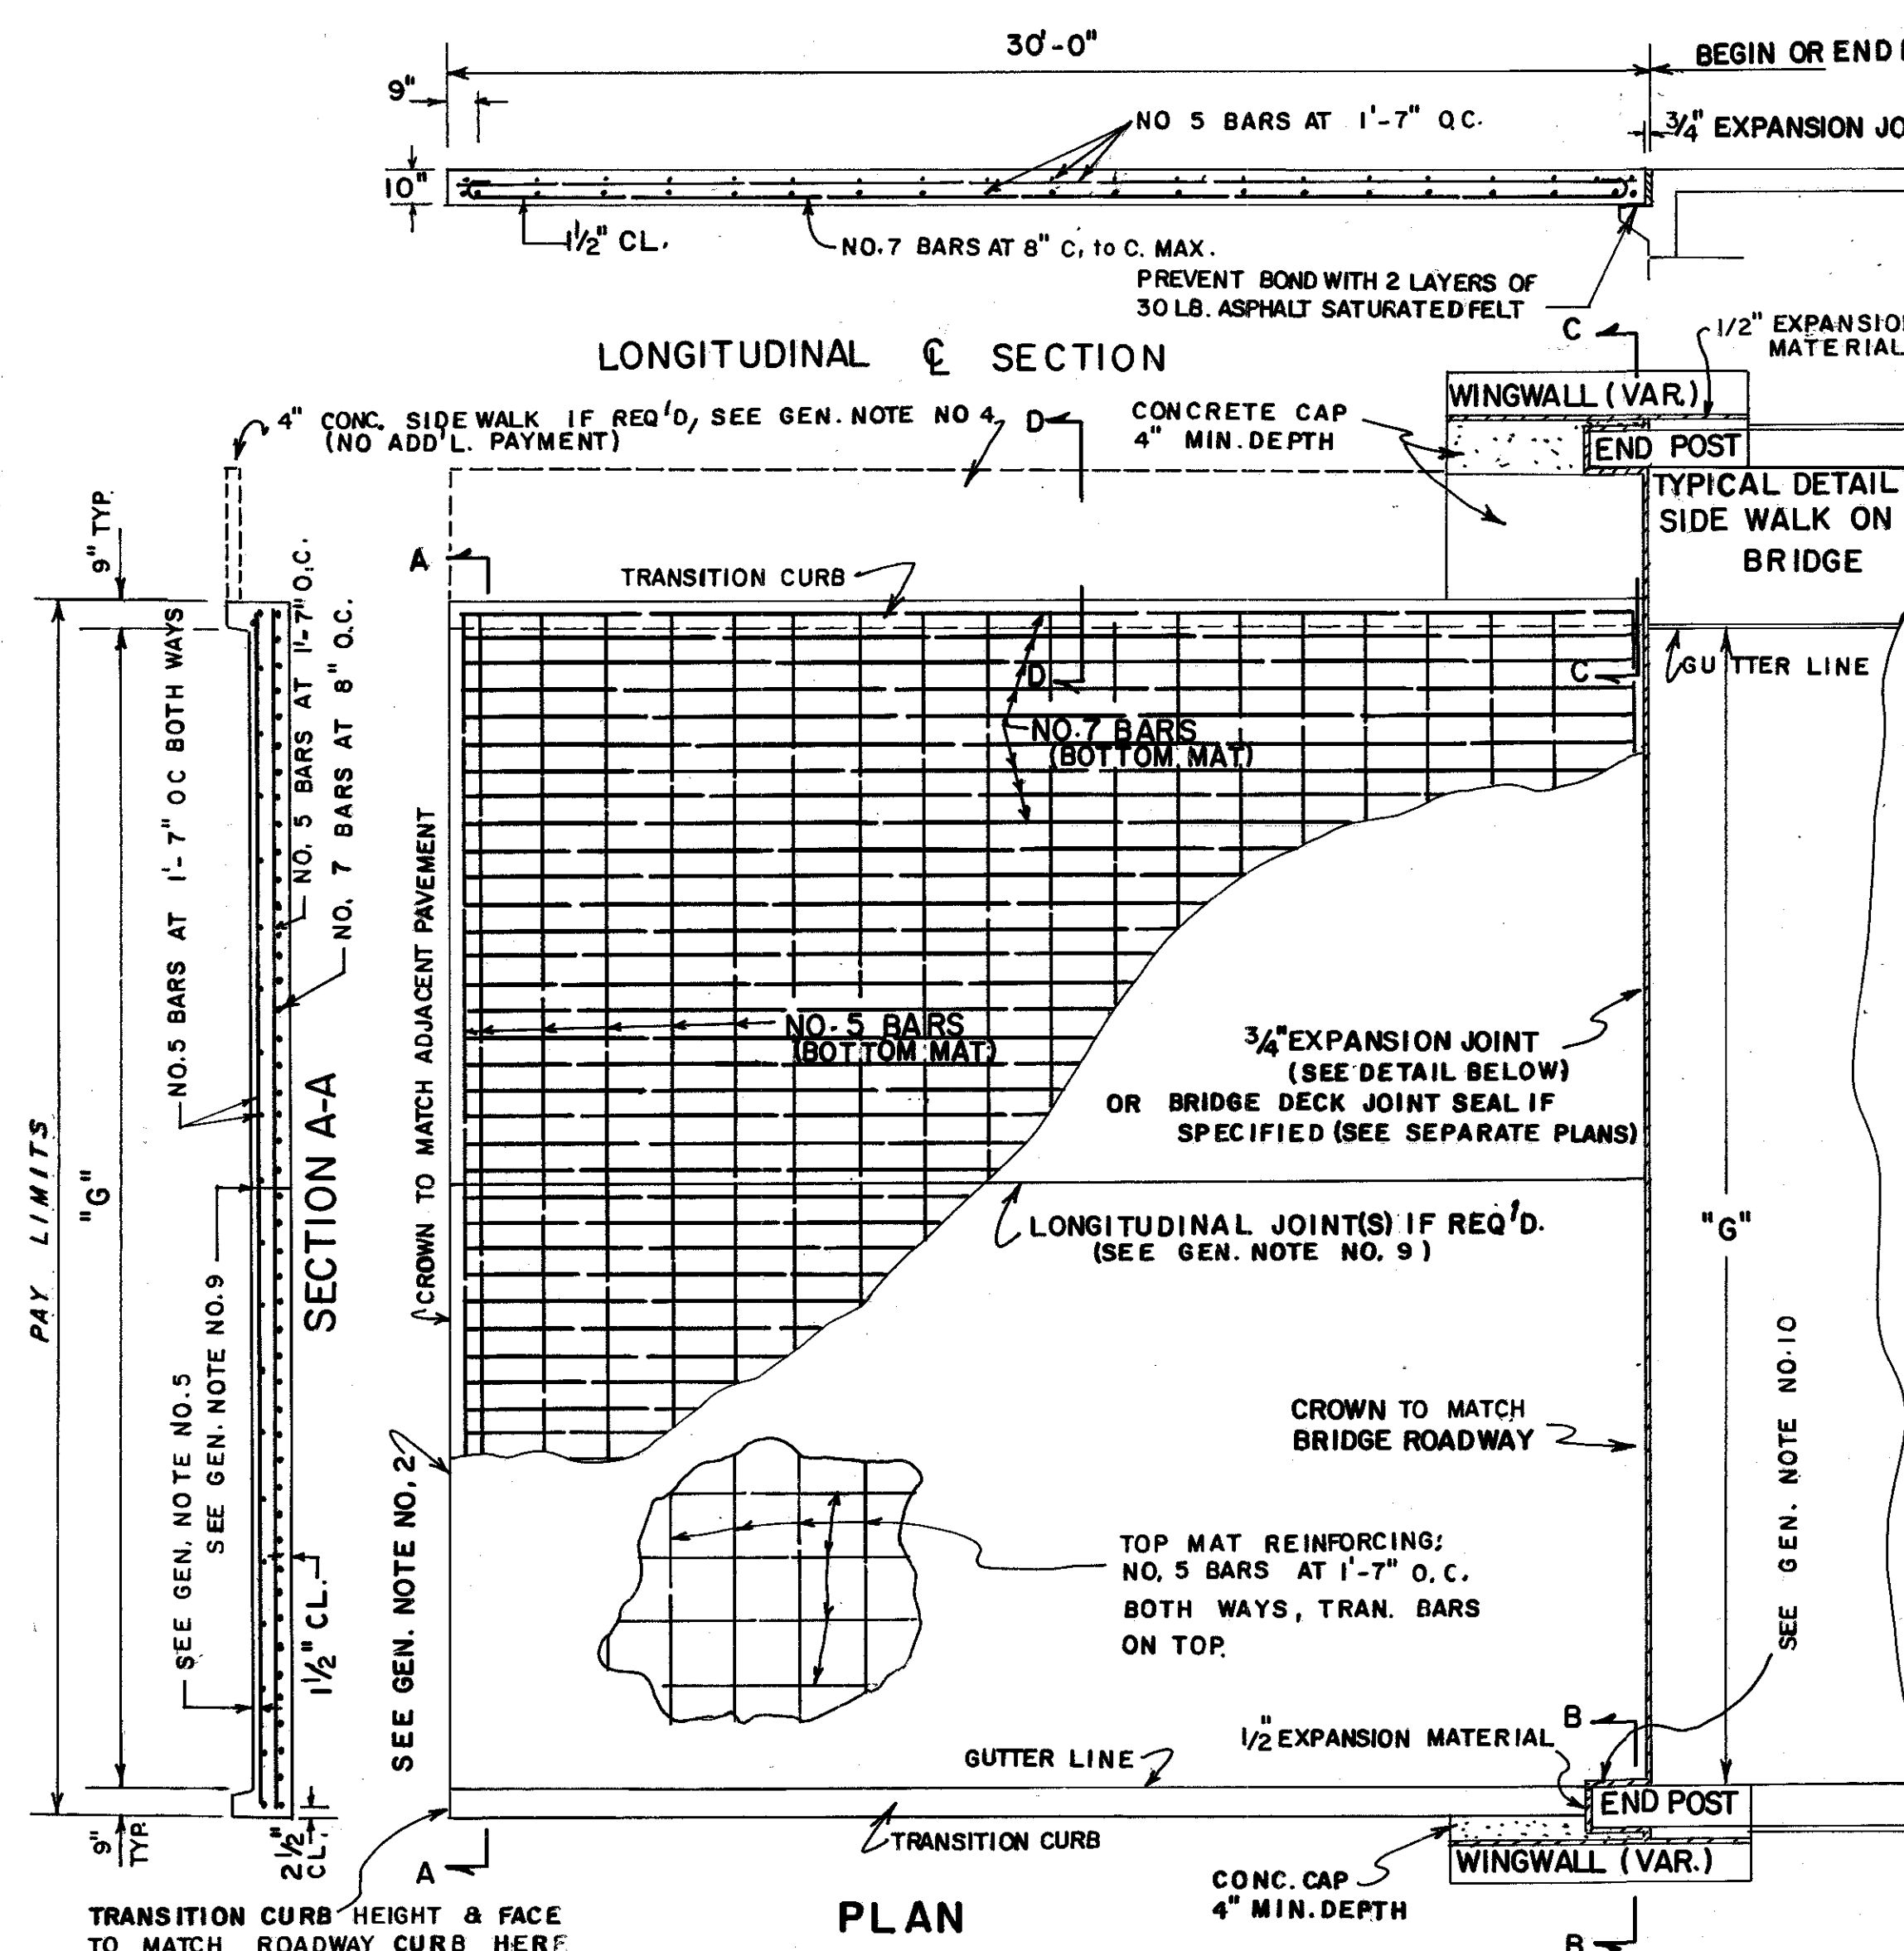 30'-0"
BEGIN OR END
9"
NO 5 BARS AT 1'-7" O.C.
3/4" EXPANSION JO
10"
1 1/2" CL.
NO. 7 BARS AT 8" C. to C. MAX.
PREVENT BOND WITH 2 LAYERS OF
30 LB. ASPHALT SATURATED FELT
LONGITUDINAL ℄ SECTION
C
1/2" EXPANSIO
MATERIAL
WINGWALL (VAR.)
4" CONC. SIDEWALK IF REQ'D, SEE GEN. NOTE NO 4
(NO ADD'L. PAYMENT)
D
CONCRETE CAP
4" MIN. DEPTH
END POST
TYPICAL DETAIL
SIDE WALK ON
BRIDGE
9" TYP.
A
TRANSITION CURB
D
C
GUTTER LINE
NO. 7 BARS
(BOTTOM MAT)
NO. 5 BARS AT 1'-7" OC BOTH WAYS
NO. 5 BARS AT 1'-7" O.C.
NO. 7 BARS AT 8" O.C.
CROWN TO MATCH ADJACENT PAVEMENT
NO. 5 BARS
(BOTTOM MAT)
3/4" EXPANSION JOINT
(SEE DETAIL BELOW)
OR BRIDGE DECK JOINT SEAL IF
SPECIFIED (SEE SEPARATE PLANS)
PAY LIMITS
"G"
SECTION A-A
LONGITUDINAL JOINT(S) IF REQ'D.
(SEE GEN. NOTE NO. 9)
"G"
SEE GEN. NOTE NO. 5
SEE GEN. NOTE NO. 9
CROWN TO MATCH
BRIDGE ROADWAY
SEE GEN. NOTE NO. 10
SEE GEN. NOTE NO. 2
TOP MAT REINFORCING;
NO. 5 BARS AT 1'-7" O.C.
BOTH WAYS, TRAN. BARS
ON TOP.
1 1/2" CL.
B
1/2" EXPANSION MATERIAL
GUTTER LINE
END POST
9"
TYP.
2 1/2"
CL.
TRANSITION CURB
A
WINGWALL (VAR.)
CONC. CAP
4" MIN. DEPTH
PLAN
TRANSITION CURB HEIGHT & FACE
TO MATCH ROADWAY CURB HERE
B